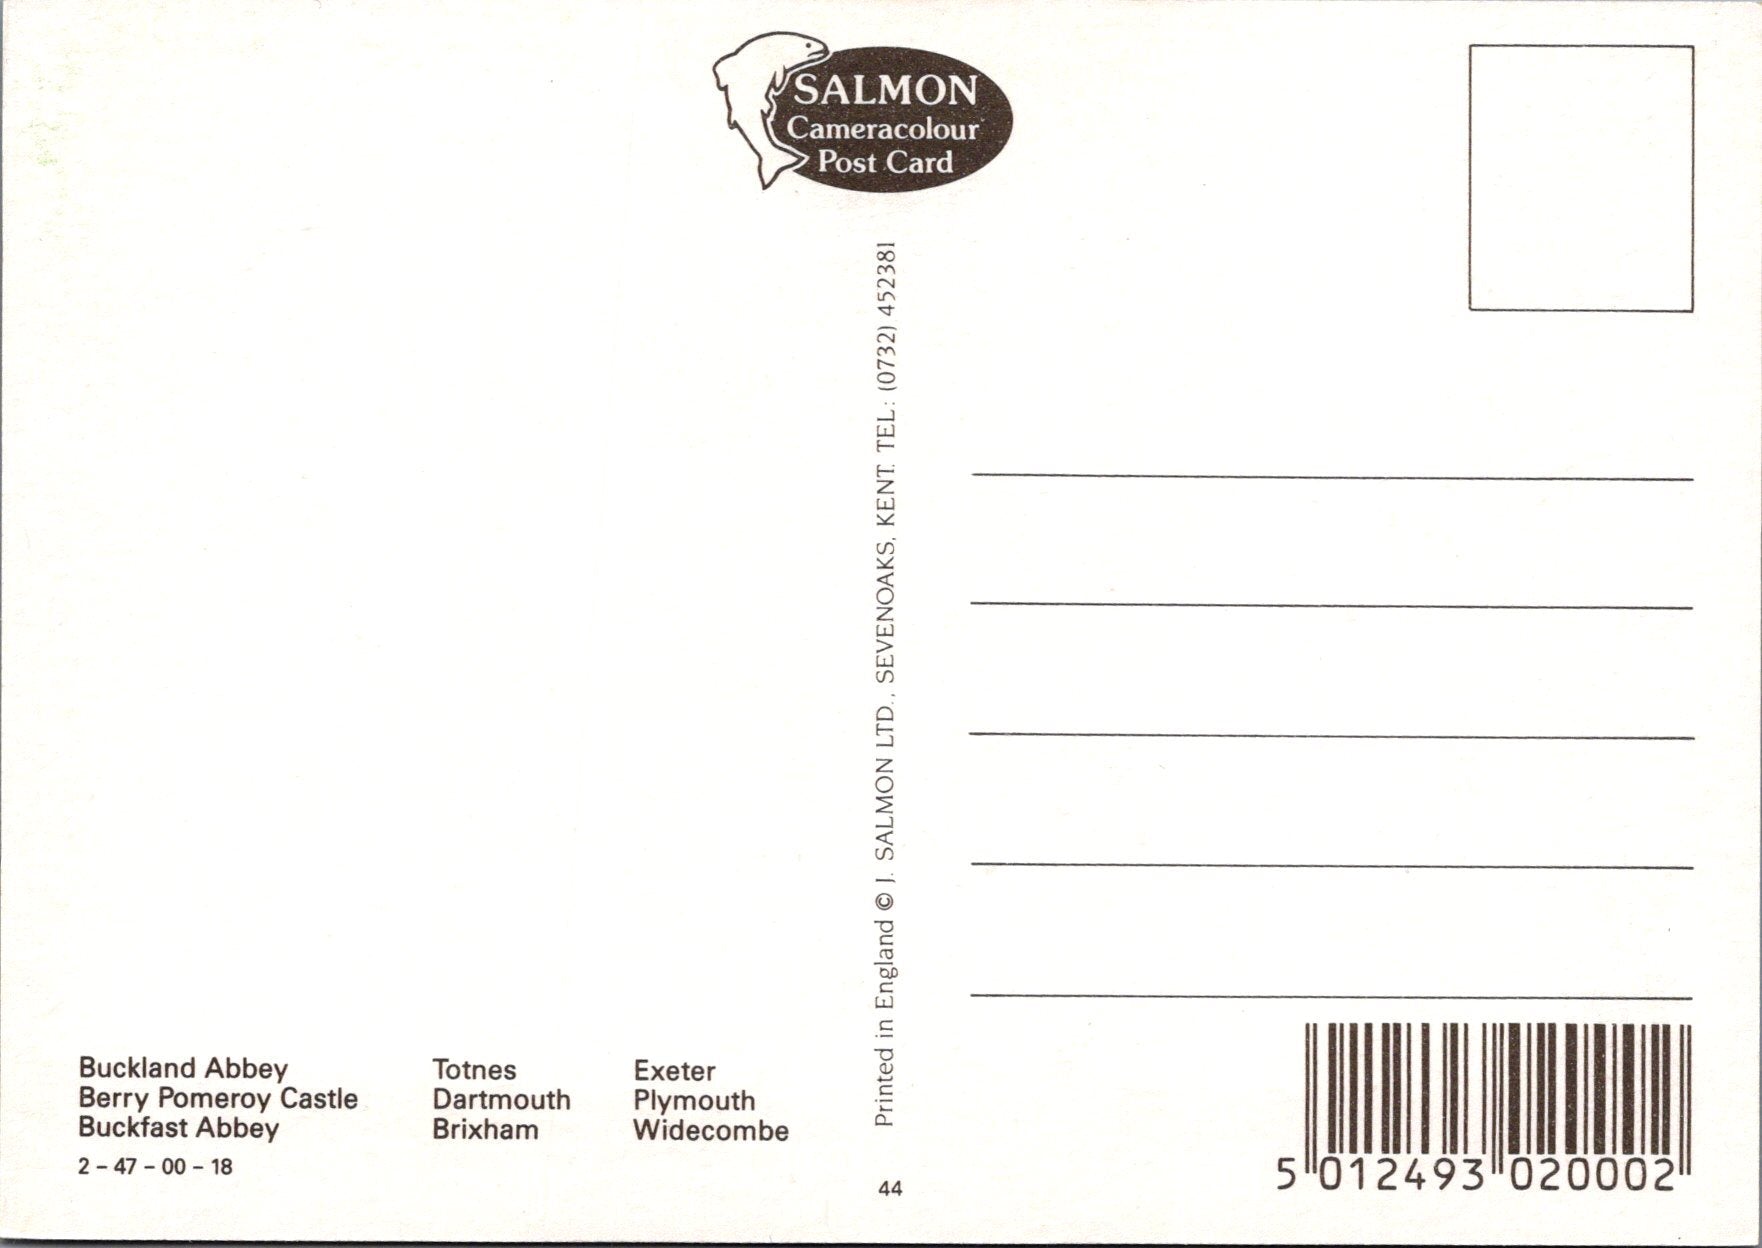 SALMON
Cameracolour
Post Card
Printed in England © J. SALMON LTD., SEVENOAKS, KENT. TEL: (0732) 452381
Buckland Abbey
Berry Pomeroy Castle
Buckfast Abbey
2 – 47 – 00 – 18
Totnes
Dartmouth
Brixham
Exeter
Plymouth
Widecombe
44
5 012493 020002